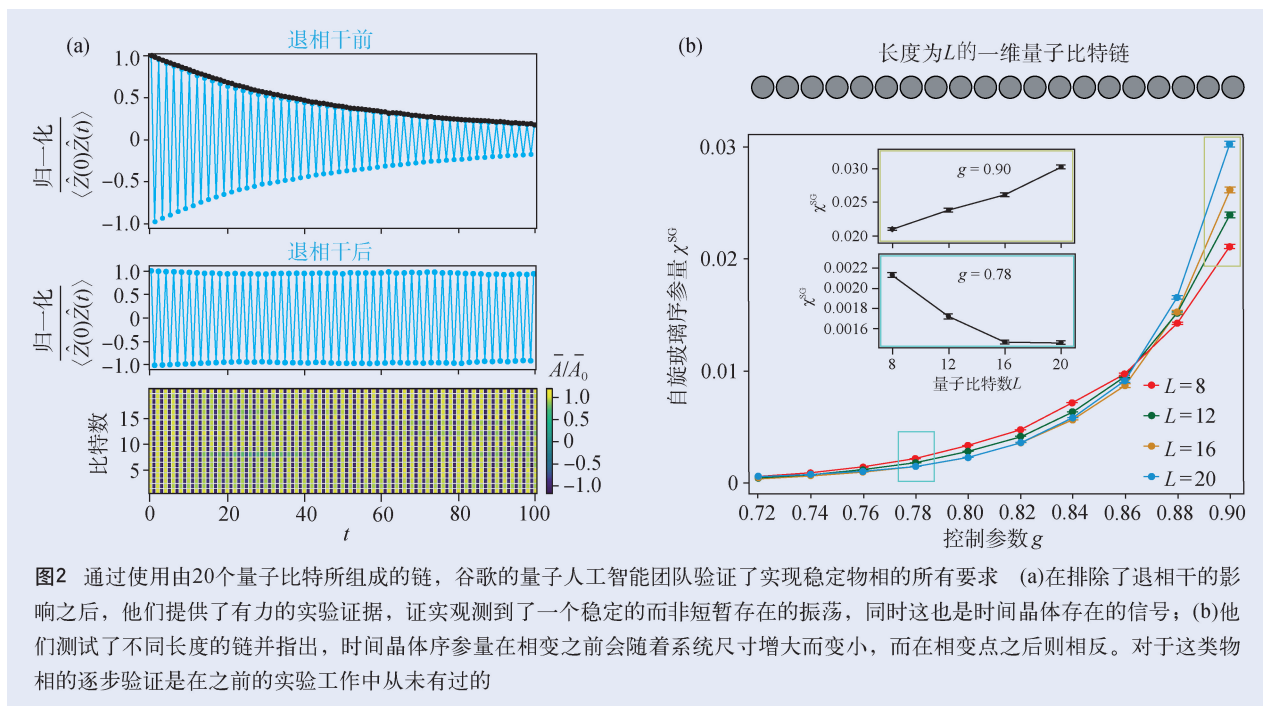 (a)
退相干前
1.0
0.5
0
−0.5
−1.0
归一化
⟨Ẑ(0)Ẑ(t)⟩
退相干后
1.0
0.5
0.0
−0.5
−1.0
归一化
⟨Ẑ(0)Ẑ(t)⟩
比特数
15
10
5
0 20 40 60 80 100
t
A̅/A̅₀
1.0
0.5
0
−0.5
−1.0
(b)
长度为L的一维量子比特链
自旋玻璃序参量χSG
0.03
0.02
0.01
0
g = 0.90
χSG
0.030
0.025
0.020
g = 0.78
χSG
0.0022
0.0020
0.0018
0.0016
8 12 16 20
量子比特数L
L=8
L=12
L=16
L=20
0.72 0.74 0.76 0.78 0.80 0.82 0.84 0.86 0.88 0.90
控制参数g
图2 通过使用由20个量子比特所组成的链，谷歌的量子人工智能团队验证了实现稳定物相的所有要求 (a)在排除了退相干的影
响之后，他们提供了有力的实验证据，证实观测到了一个稳定的而非短暂存在的振荡，同时这也是时间晶体存在的信号；(b)他
们测试了不同长度的链并指出，时间晶体序参量在相变之前会随着系统尺寸增大而变小，而在相变点之后则相反。对于这类物
相的逐步验证是在之前的实验工作中从未有过的